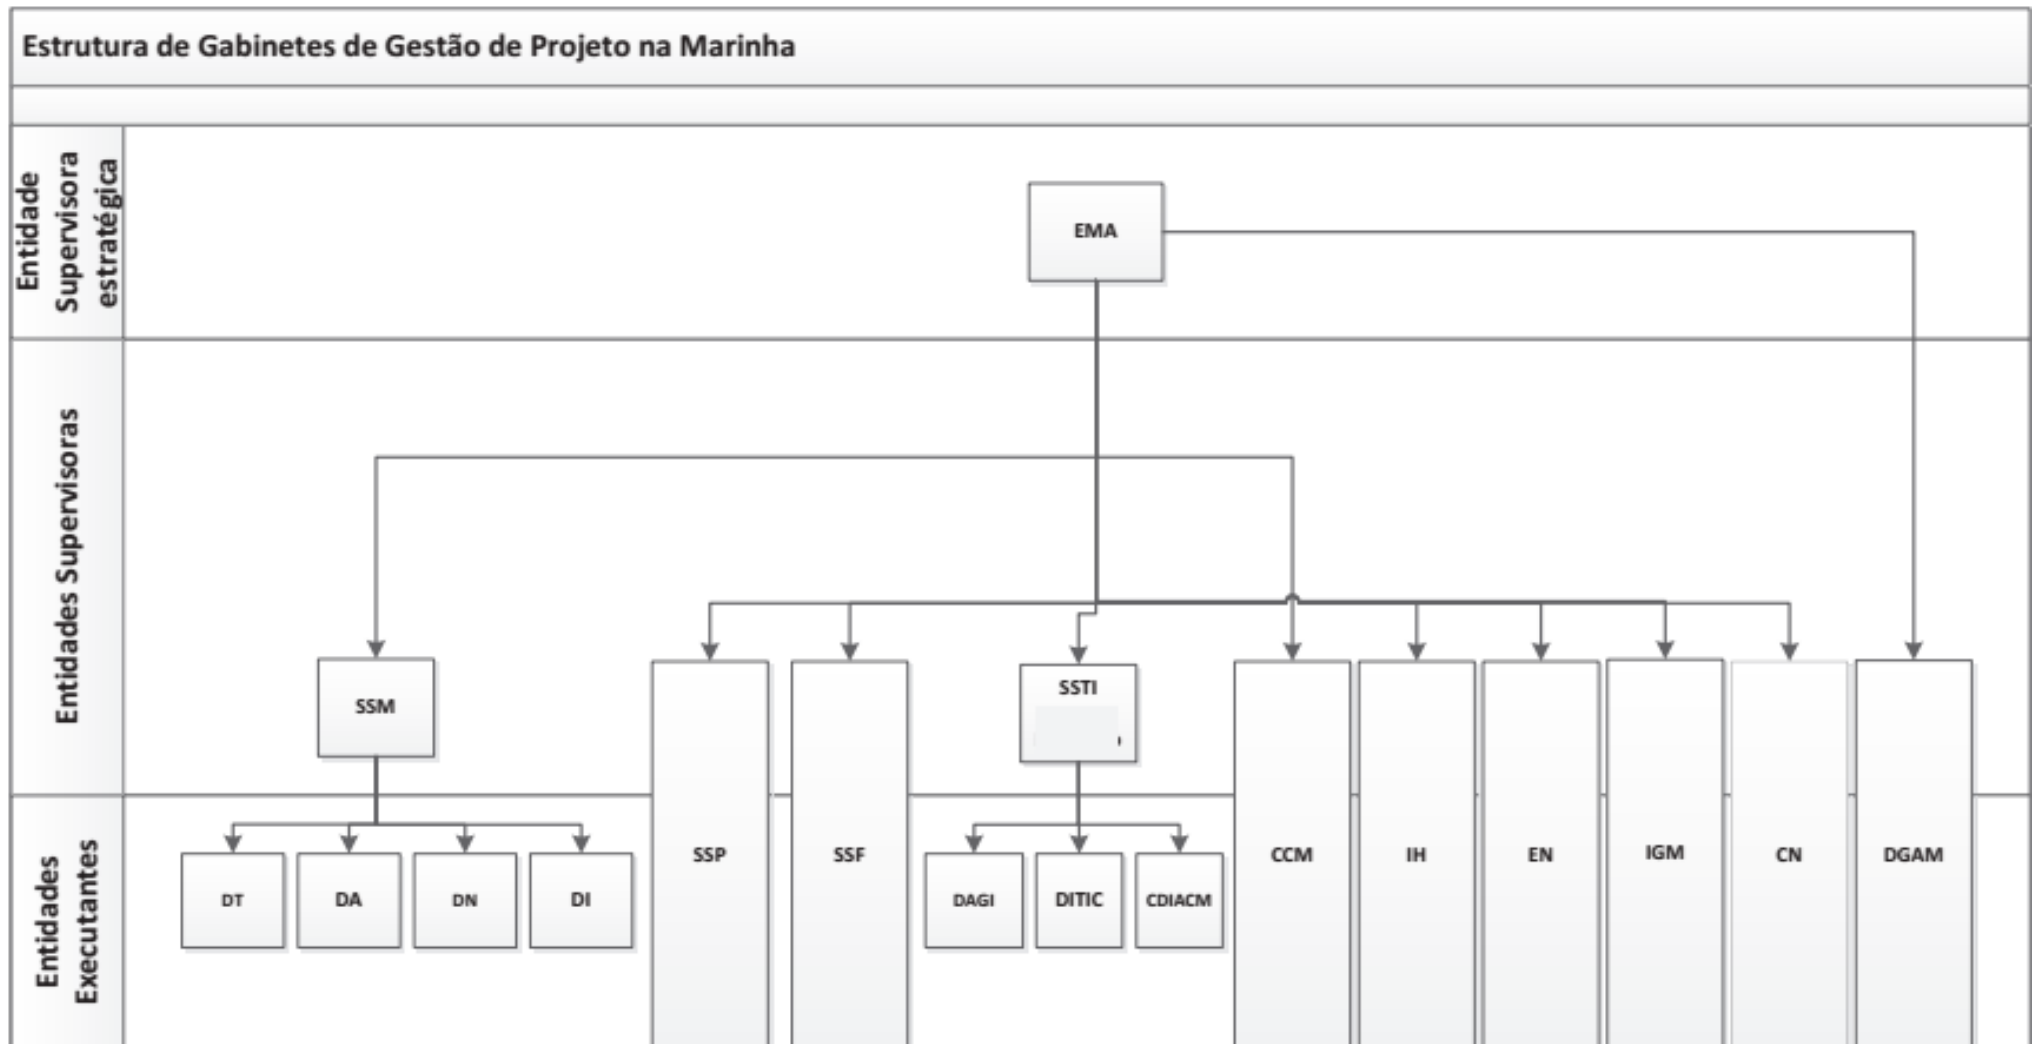 Estrutura de Gabinetes de Gestão de Projeto na Marinha
Entidade
Supervisora
estratégica
EMA
Entidades Supervisoras
SSM
SSTI
Entidades
Executantes
DT
DA
DN
DI
SSP
SSF
DAGI
DITIC
CDIACM
CCM
IH
EN
IGM
CN
DGAM